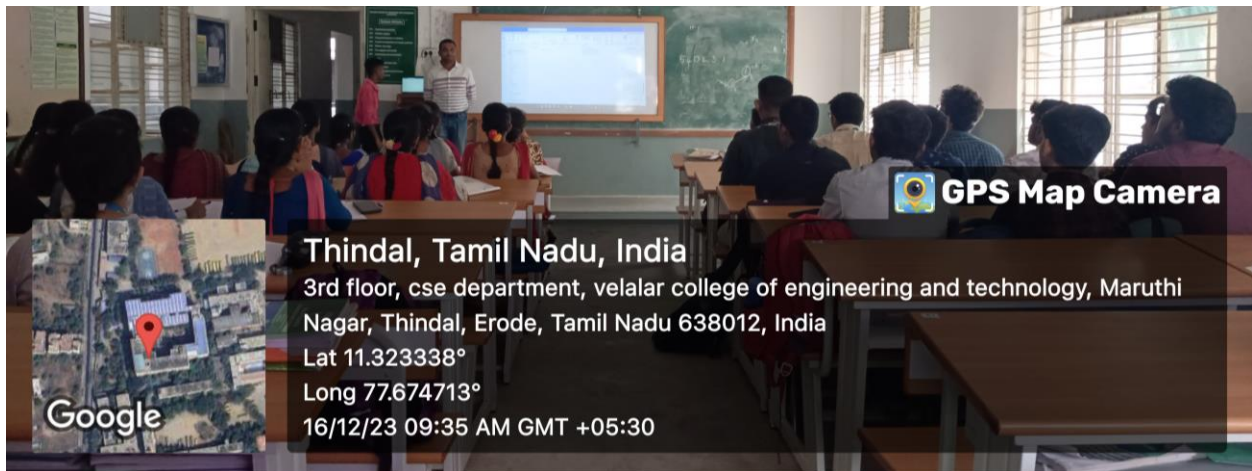 GPS Map Camera
Thindal, Tamil Nadu, India
3rd floor, cse department, velalar college of engineering and technology, Maruthi
Nagar, Thindal, Erode, Tamil Nadu 638012, India
Lat 11.323338°
Long 77.674713°
16/12/23 09:35 AM GMT +05:30
Google